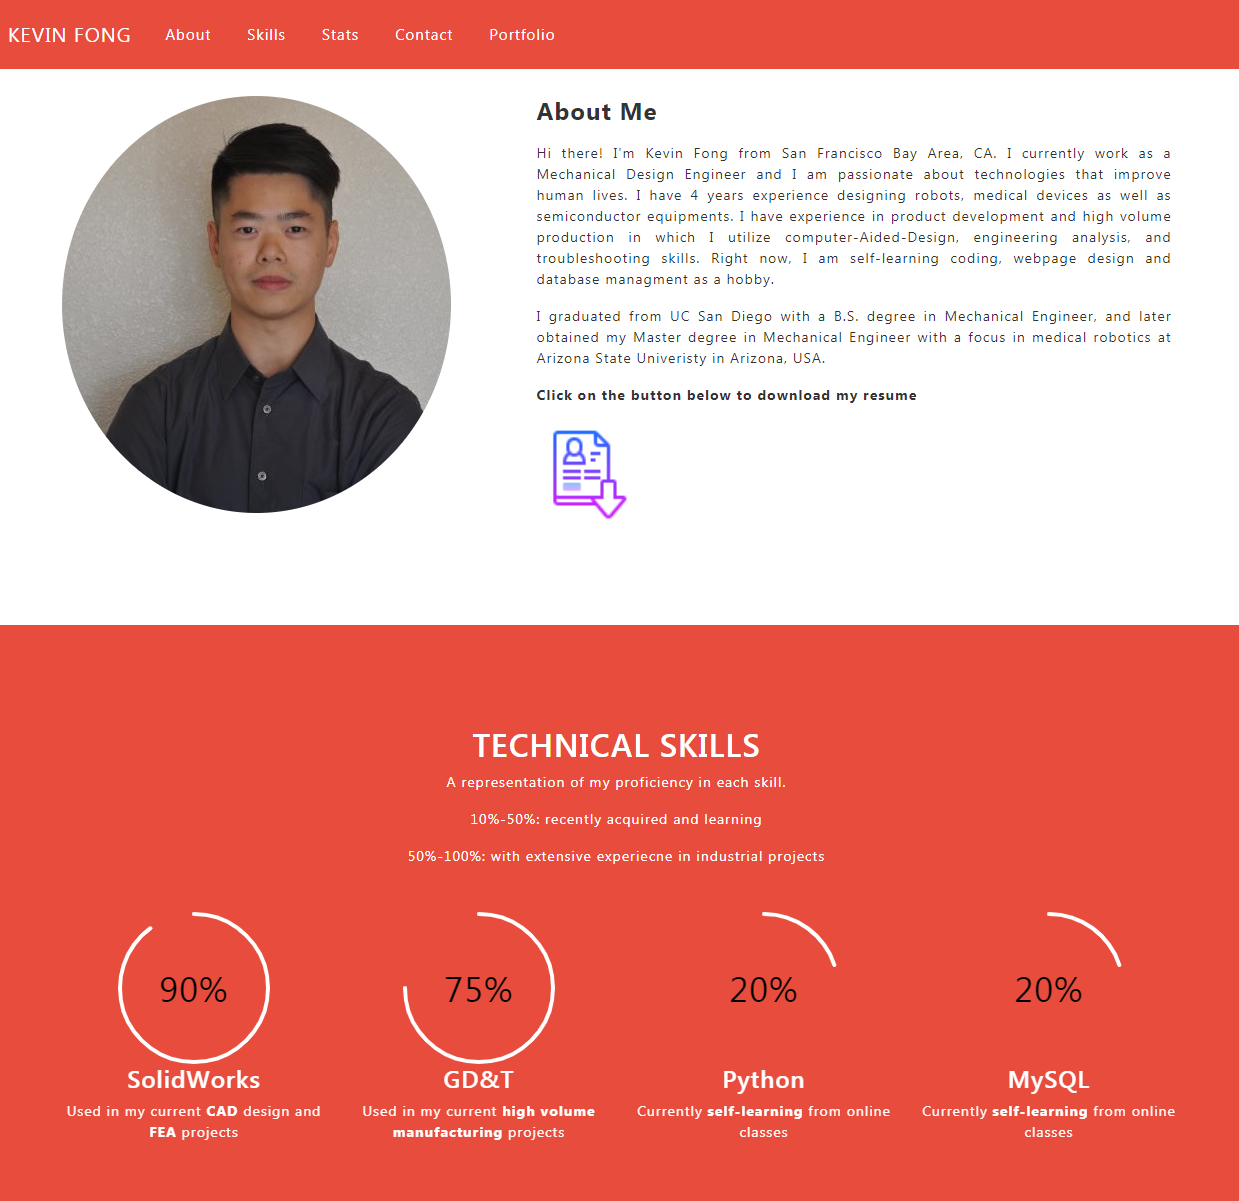 KEVIN FONG About Skills Stats Contact Portfolio
About Me
Hi there! I'm Kevin Fong from San Francisco Bay Area, CA. I currently work as a
Mechanical Design Engineer and I am passionate about technologies that improve
human lives. I have 4 years experience designing robots, medical devices as well as
semiconductor equipments. I have experience in product development and high volume
production in which I utilize computer-Aided-Design, engineering analysis, and
troubleshooting skills. Right now, I am self-learning coding, webpage design and
database managment as a hobby.
I graduated from UC San Diego with a B.S. degree in Mechanical Engineer, and later
obtained my Master degree in Mechanical Engineer with a focus in medical robotics at
Arizona State Univeristy in Arizona, USA.
Click on the button below to download my resume
TECHNICAL SKILLS
A representation of my proficiency in each skill.
10%-50%: recently acquired and learning
50%-100%: with extensive experiecne in industrial projects
90%
SolidWorks
Used in my current CAD design and
FEA projects
75%
GD&T
Used in my current high volume
manufacturing projects
20%
Python
Currently self-learning from online
classes
20%
MySQL
Currently self-learning from online
classes